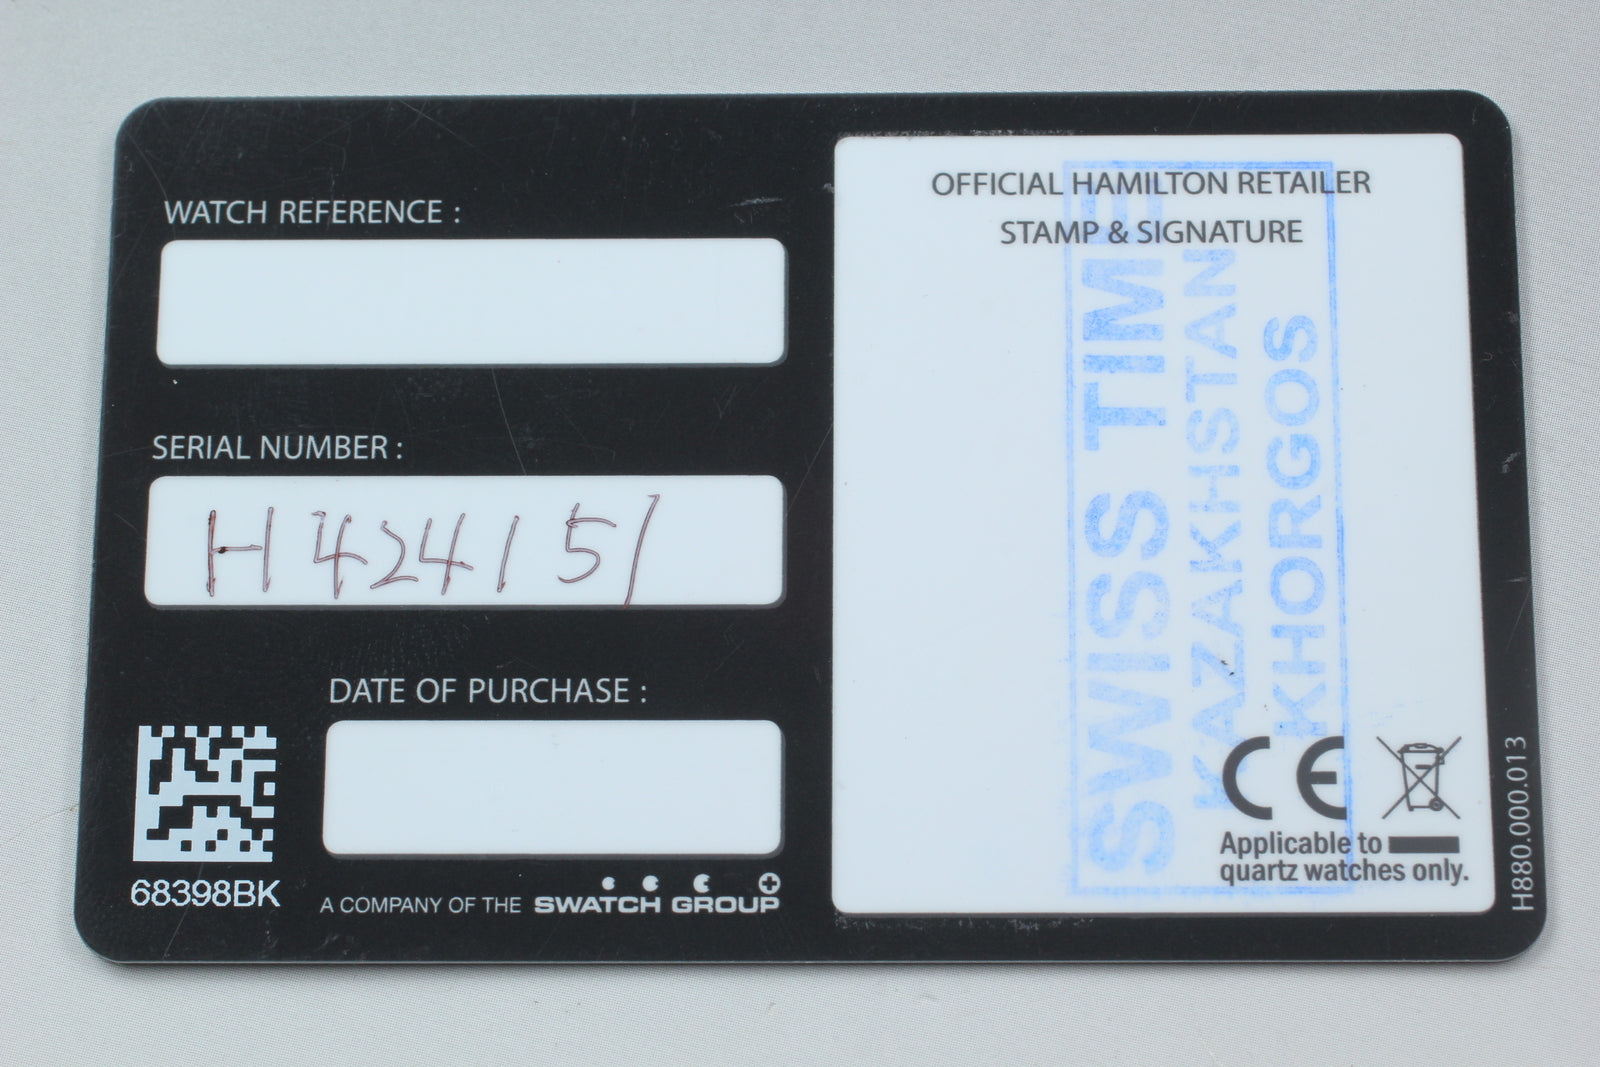 WATCH REFERENCE :
SERIAL NUMBER :
H424151
DATE OF PURCHASE :
68398BK
A COMPANY OF THE SWATCH GROUP
OFFICIAL HAMILTON RETAILER
STAMP & SIGNATURE
SWISS TIME
KAZAKHSTAN
KHORGOS
CE
Applicable to
quartz watches only.
H880.000.013